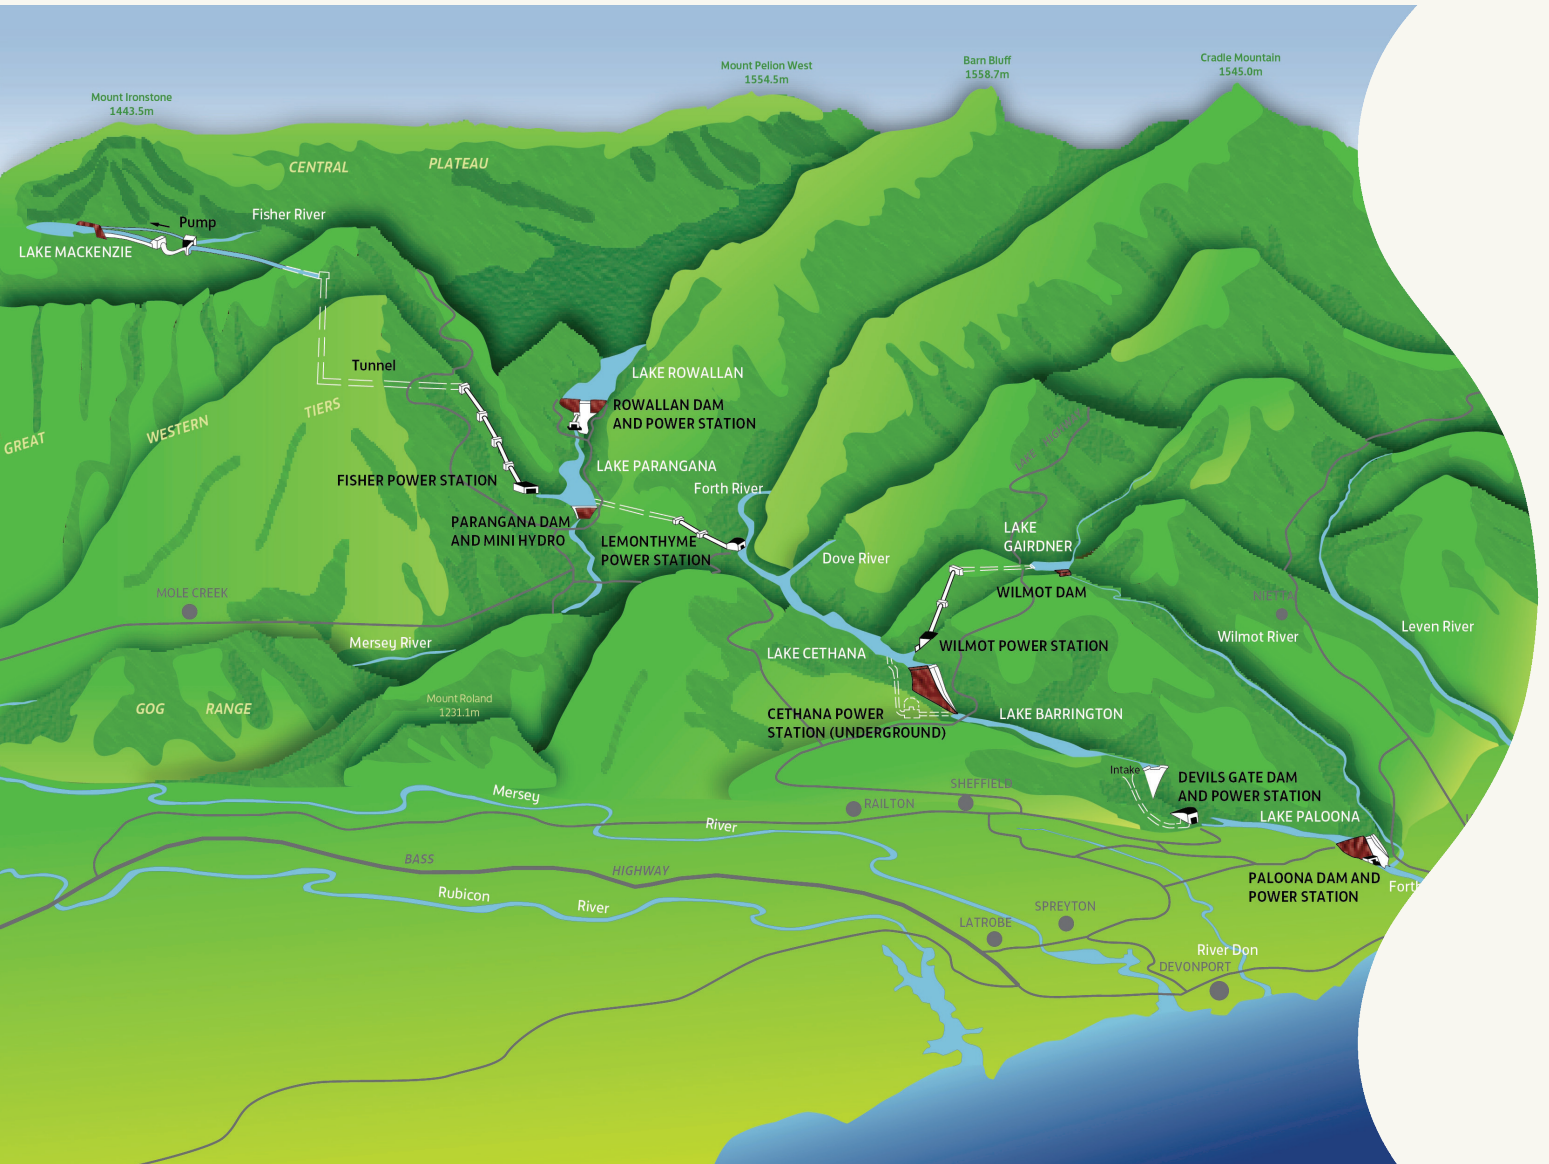 Mount Pelion West
1554.5m
Barn Bluff
1558.7m
Cradle Mountain
1545.0m
Mount Ironstone
1443.5m
CENTRAL PLATEAU
Fisher River
Pump
LAKE MACKENZIE
Tunnel
LAKE ROWALLAN
ROWALLAN DAM
AND POWER STATION
GREAT WESTERN TIERS
LAKE PARANGANA
FISHER POWER STATION
Forth River
PARANGANA DAM
AND MINI HYDRO
LEMONTHYME
POWER STATION
Dove River
LAKE
GAIRDNER
WILMOT DAM
MOLE CREEK
NIETTA
Leven River
Wilmot River
Mersey River
LAKE CETHANA
WILMOT POWER STATION
GOG RANGE
Mount Roland
1231.1m
CETHANA POWER
STATION (UNDERGROUND)
LAKE BARRINGTON
Intake
DEVILS GATE DAM
AND POWER STATION
SHEFFIELD
RAILTON
LAKE PALOONA
Mersey River
BASS HIGHWAY
PALOONA DAM AND
POWER STATION
Forth
Rubicon River
SPREYTON
LATROBE
River Don
DEVONPORT